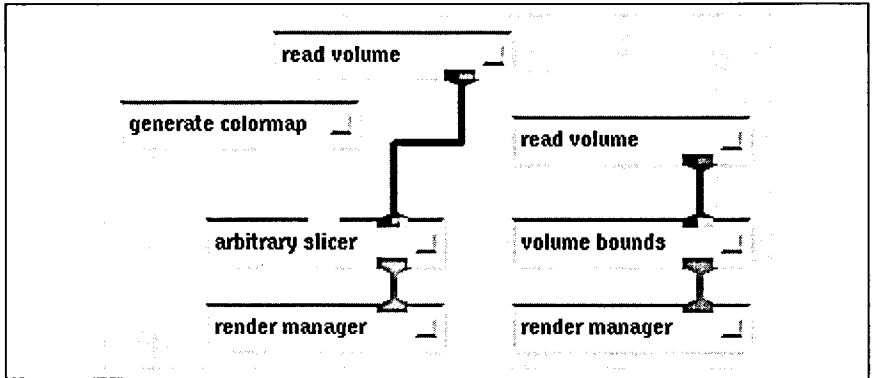 read volume
generate colormap
read volume
arbitrary slicer
volume bounds
render manager
render manager